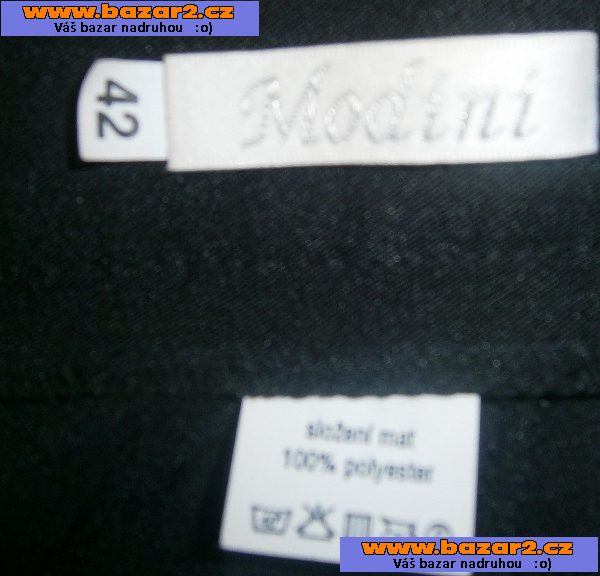 www.bazar2.cz
Váš bazar nadruhou :o)
42
Modini
složení mat
100% polyester
www.bazar2.cz
Váš bazar nadruhou :o)